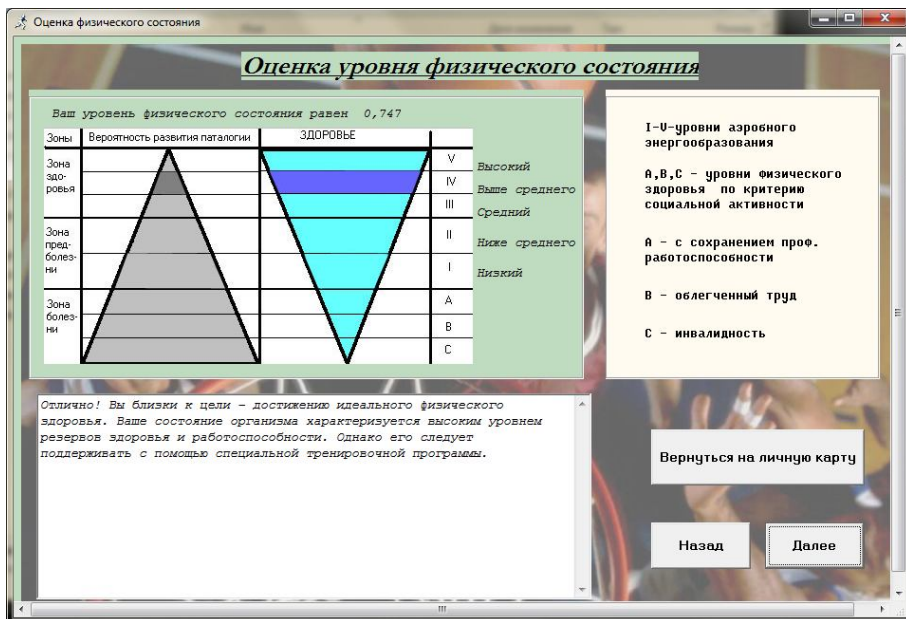 Оценка физического состояния
Оценка уровня физического состояния
Ваш уровень физического состояния равен 0,747
Зоны
Вероятность развития паталогии
ЗДОРОВЬЕ
Зона
здо-
ровья
Зона
пред-
болез-
ни
Зона
болез-
ни
V
IV
III
II
I
A
B
C
Высокий
Выше среднего
Средний
Ниже среднего
Низкий
I-U-уровни аэробного
энергообразования
A,B,C - уровни физического
здоровья по критерию
социальной активности
A - с сохранением проф.
работоспособности
B - облегченный труд
C - инвалидность
Отлично! Вы близки к цели - достижению идеального физического
здоровья. Ваше состояние организма характеризуется высоким уровнем
резервов здоровья и работоспособности. Однако его следует
поддерживать с помощью специальной тренировочной программы.
Вернуться на личную карту
Назад
Далее